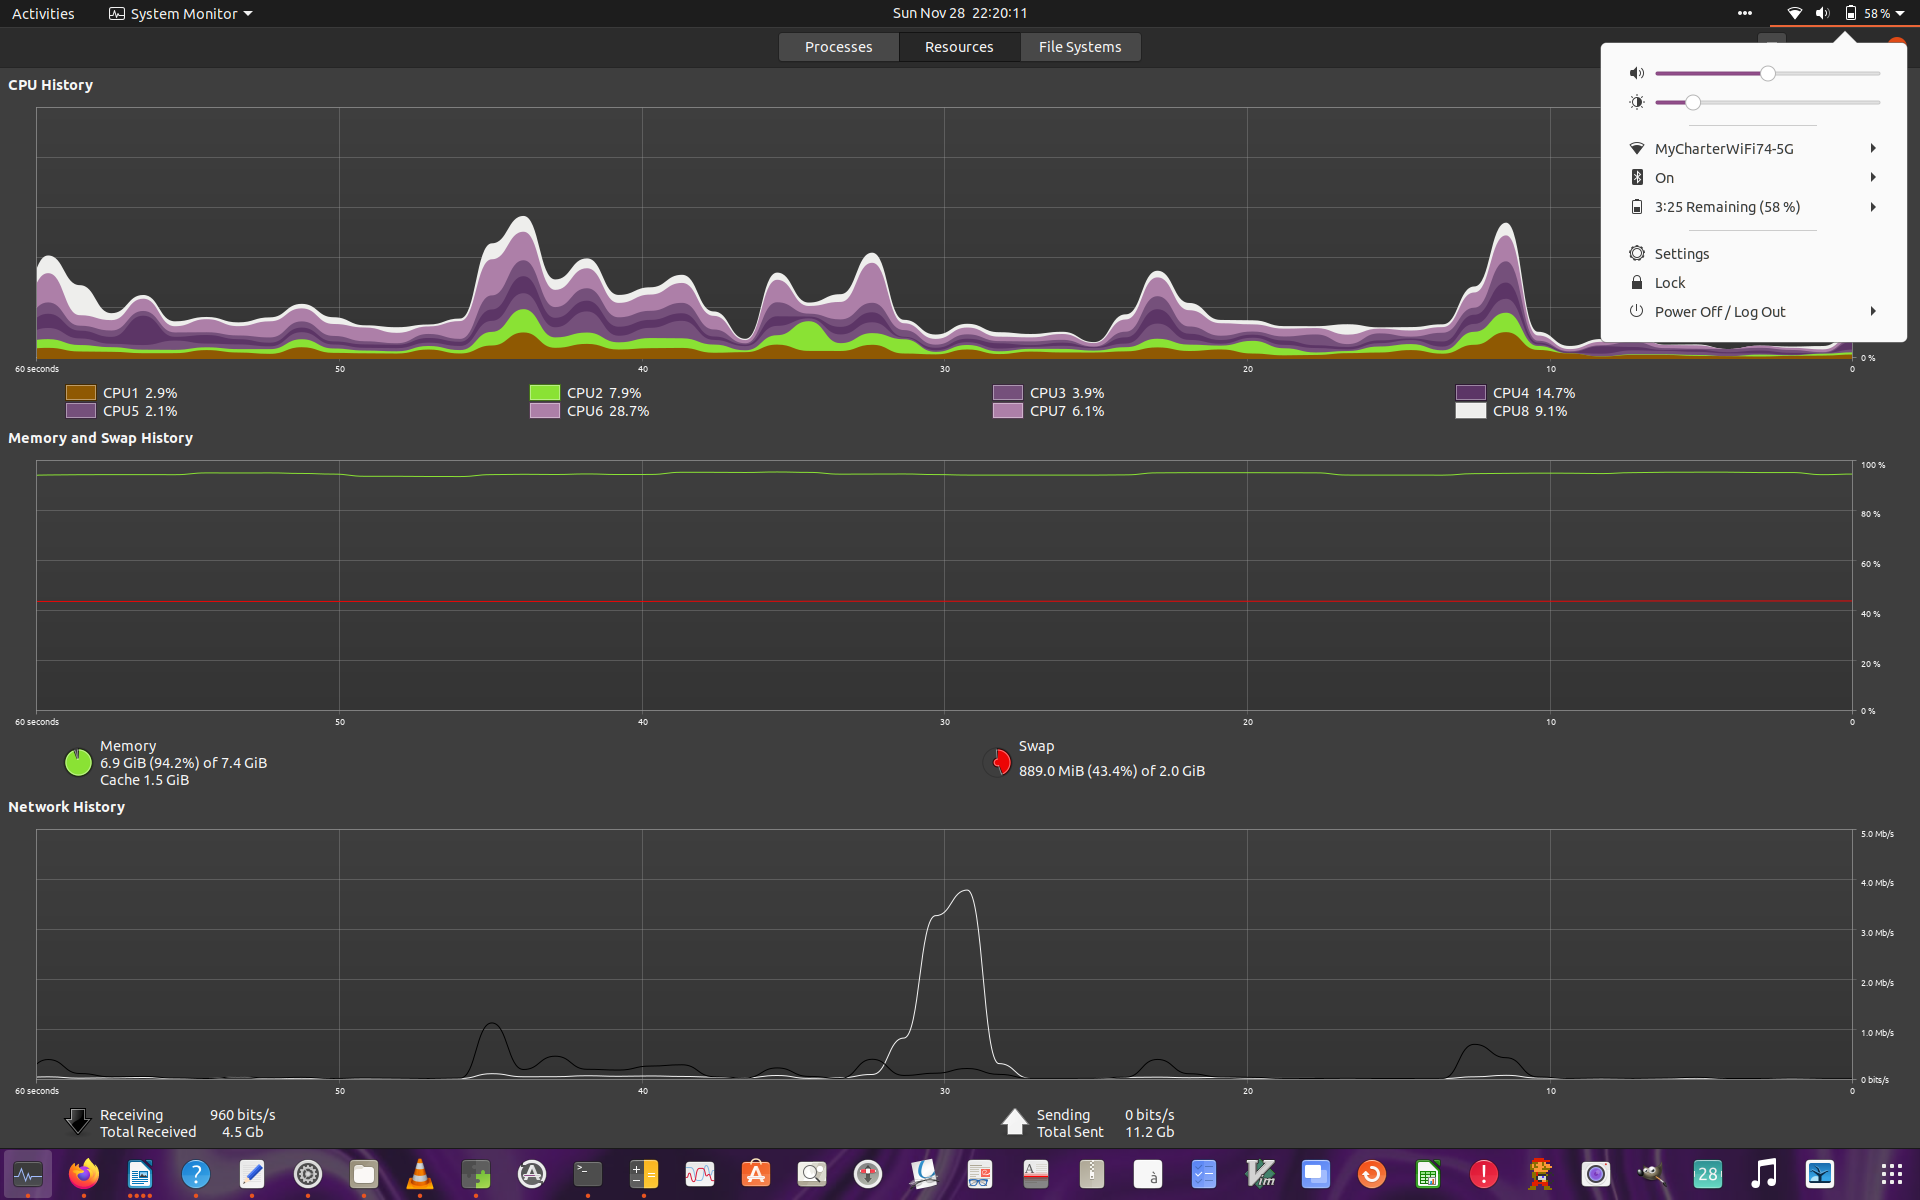 Activities
System Monitor
Sun Nov 28 22:20:11
58 %
Processes
Resources
File Systems
CPU History
MyCharterWiFi74-5G
On
3:25 Remaining (58 %)
Settings
Lock
Power Off / Log Out
0 %
60 seconds 50 40 30 20 10 0
CPU1 2.9% CPU2 7.9% CPU3 3.9% CPU4 14.7%
CPU5 2.1% CPU6 28.7% CPU7 6.1% CPU8 9.1%
Memory and Swap History
100 %
80 %
60 %
40 %
20 %
0 %
60 seconds 50 40 30 20 10 0
Memory
6.9 GiB (94.2%) of 7.4 GiB
Cache 1.5 GiB
Swap
889.0 MiB (43.4%) of 2.0 GiB
Network History
5.0 Mb/s
4.0 Mb/s
3.0 Mb/s
2.0 Mb/s
1.0 Mb/s
0 bits/s
60 seconds 50 40 30 20 10 0
Receiving 960 bits/s
Total Received 4.5 Gb
Sending 0 bits/s
Total Sent 11.2 Gb
?
>_
A
à
Vim
!
28